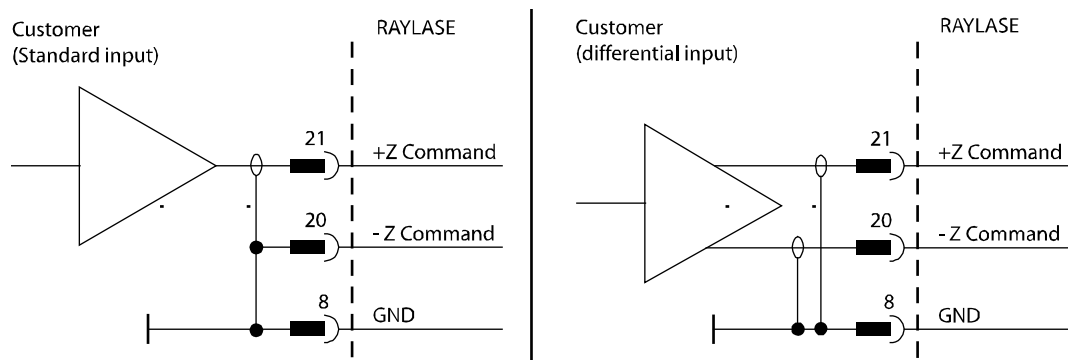 Customer
(Standard input)
RAYLASE
21
+Z Command
20
- Z Command
8
GND
Customer
(differential input)
RAYLASE
21
+Z Command
20
- Z Command
8
GND